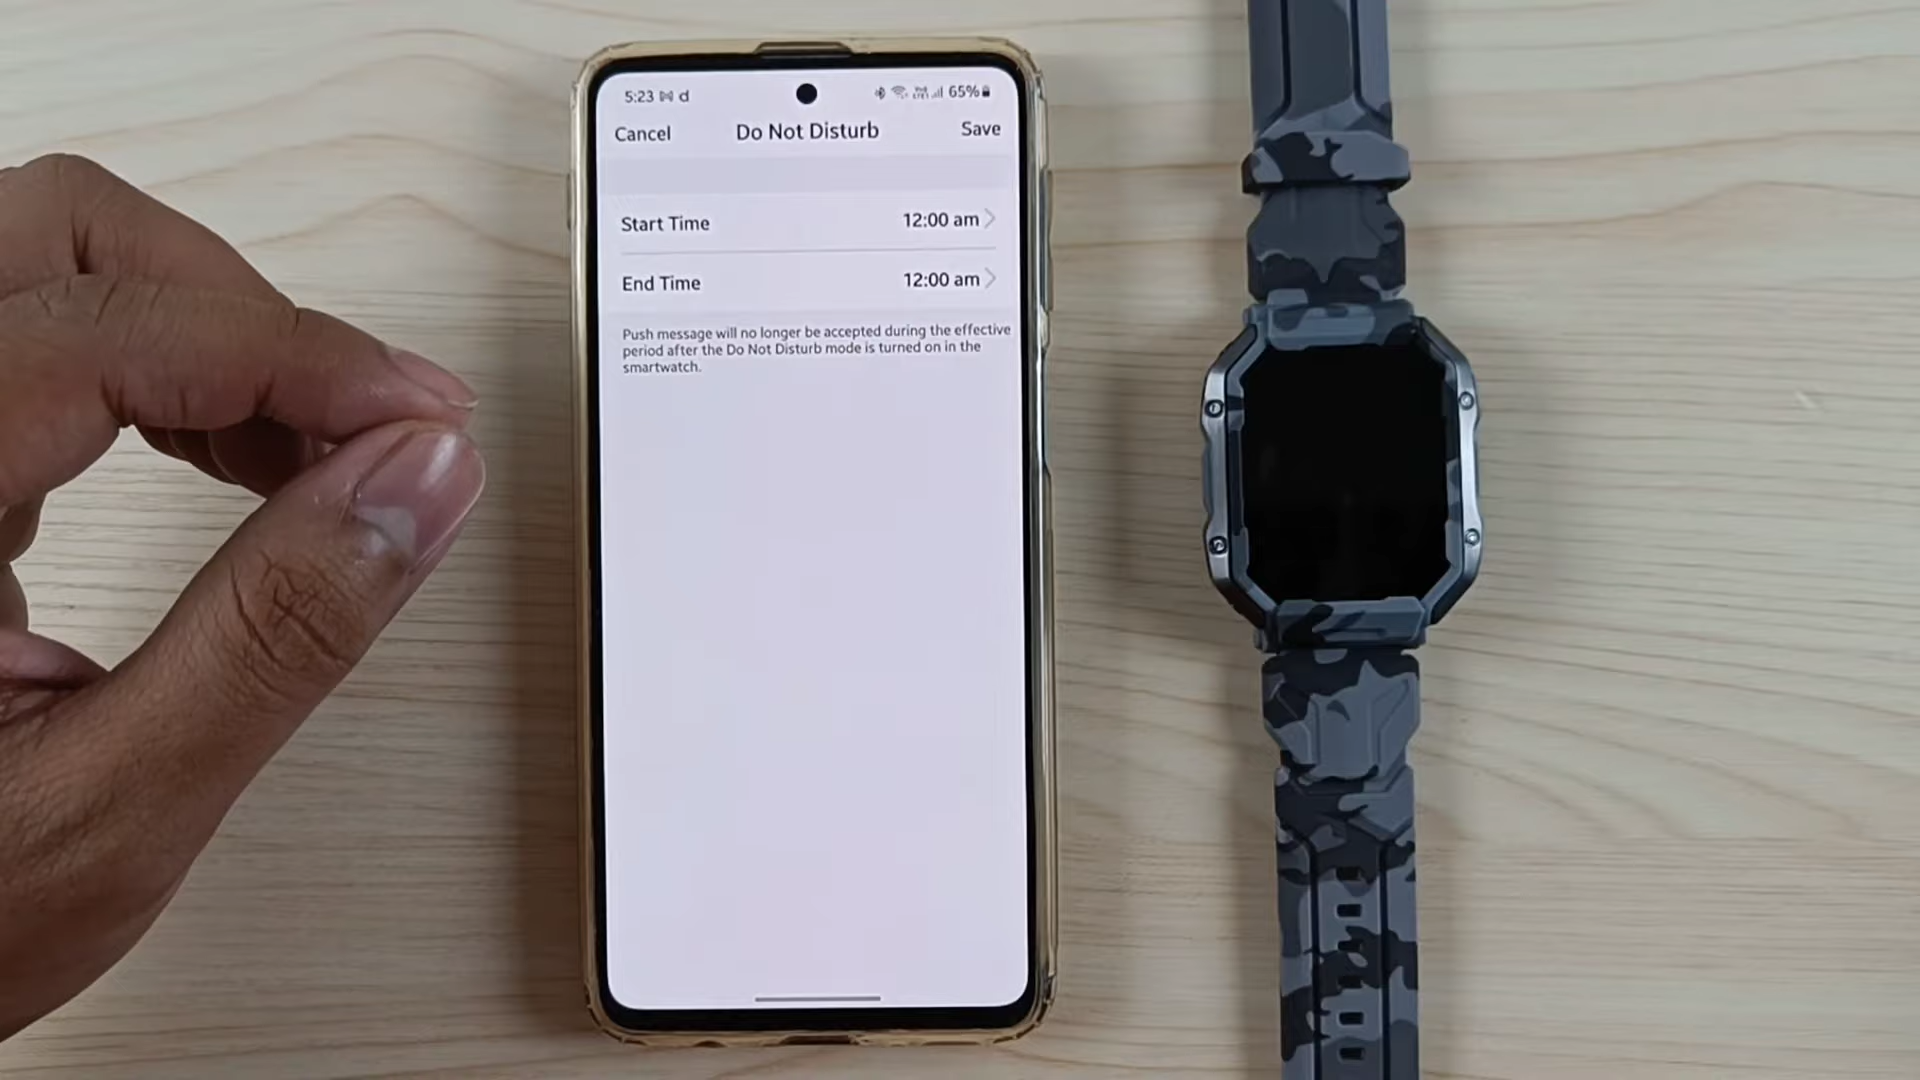 5:23 d 65%
Cancel Do Not Disturb Save
Start Time 12:00 am
End Time 12:00 am
Push message will no longer be accepted during the effective
period after the Do Not Disturb mode is turned on in the
smartwatch.